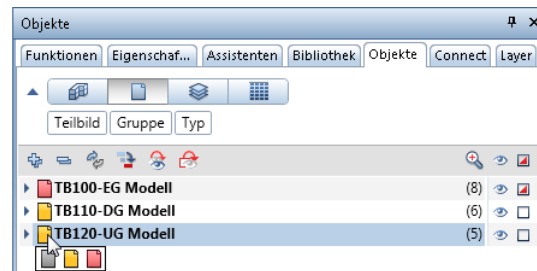 Objekte
Funktionen Eigenschaf... Assistenten Bibliothek Objekte Connect Layer
Teilbild Gruppe Typ
TB100-EG Modell (8)
TB110-DG Modell (6)
TB120-UG Modell (5)